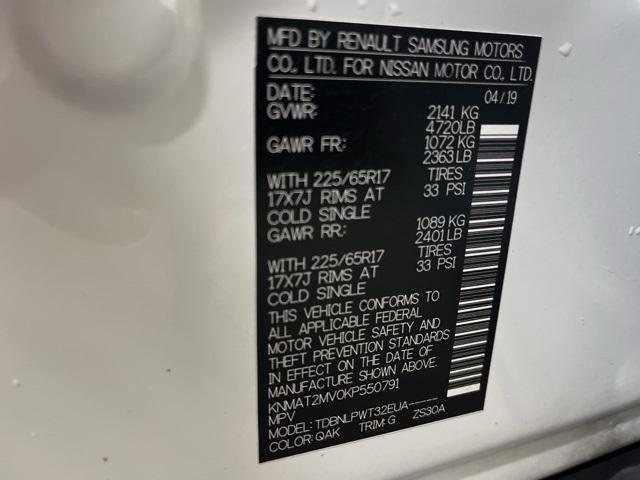 MFD BY RENAULT SAMSUNG MOTORS
CO., LTD. FOR NISSAN MOTOR CO., LTD.
DATE: 04/19
GVWR: 2141 KG
4720LB
GAWR FR: 1072 KG
2363 LB
WITH 225/65R17 TIRES
17X7J RIMS AT 33 PSI
COLD SINGLE
GAWR RR: 1089 KG
2401 LB
WITH 225/65R17 TIRES
17X7J RIMS AT 33 PSI
COLD SINGLE
THIS VEHICLE CONFORMS TO
ALL APPLICABLE FEDERAL
MOTOR VEHICLE SAFETY AND
THEFT PREVENTION STANDARDS
IN EFFECT ON THE DATE OF
MANUFACTURE SHOWN ABOVE.
KNMAT2MV0KP550791
MPV
MODEL: TDBNLPWT32EUA-----
COLOR: QAK TRIM: G ZS30A